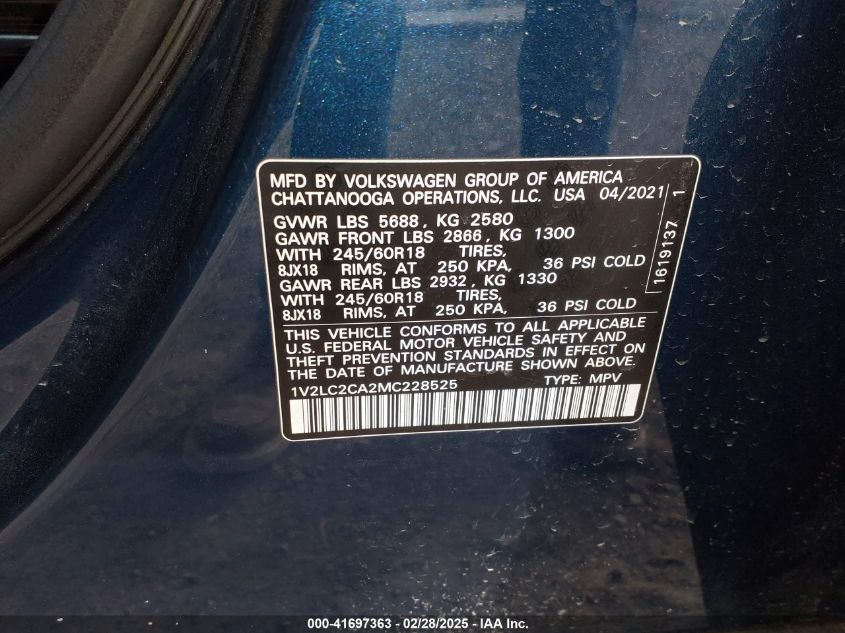 MFD BY VOLKSWAGEN GROUP OF AMERICA
CHATTANOOGA OPERATIONS, LLC. USA 04/2021
GVWR LBS 5688, KG 2580
GAWR FRONT LBS 2866, KG 1300
WITH 245/60R18 TIRES,
8JX18 RIMS, AT 250 KPA, 36 PSI COLD
GAWR REAR LBS 2932, KG 1330
WITH 245/60R18 TIRES,
8JX18 RIMS, AT 250 KPA, 36 PSI COLD
1619137 1
THIS VEHICLE CONFORMS TO ALL APPLICABLE
U.S. FEDERAL MOTOR VEHICLE SAFETY AND
THEFT PREVENTION STANDARDS IN EFFECT ON
THE DATE OF MANUFACTURE SHOWN ABOVE.
1V2LC2CA2MC228525 TYPE: MPV
000-41697363 - 02/28/2025 - IAAI.COM